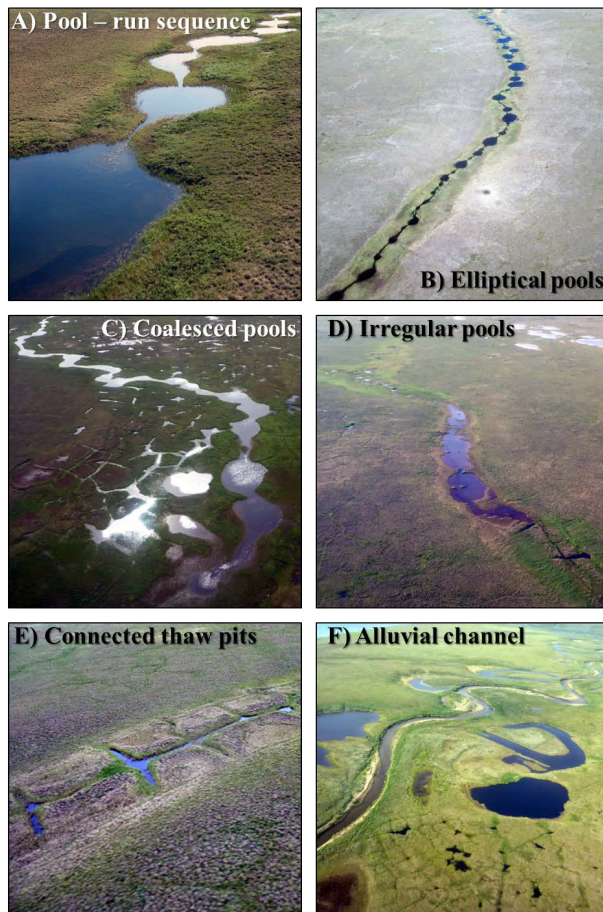 A) Pool – run sequence
B) Elliptical pools
C) Coalesced pools
D) Irregular pools
E) Connected thaw pits
F) Alluvial channel